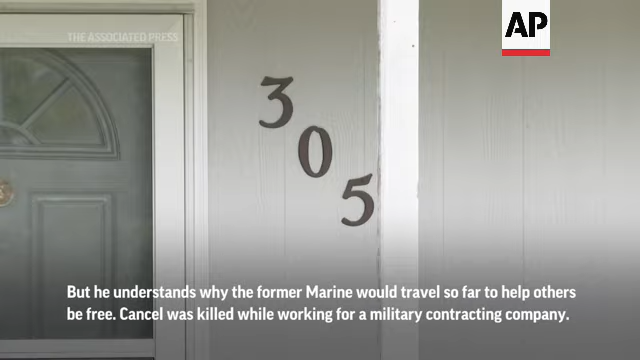 THE ASSOCIATED PRESS
AP
305
But he understands why the former Marine would travel so far to help others
be free. Cancel was killed while working for a military contracting company.